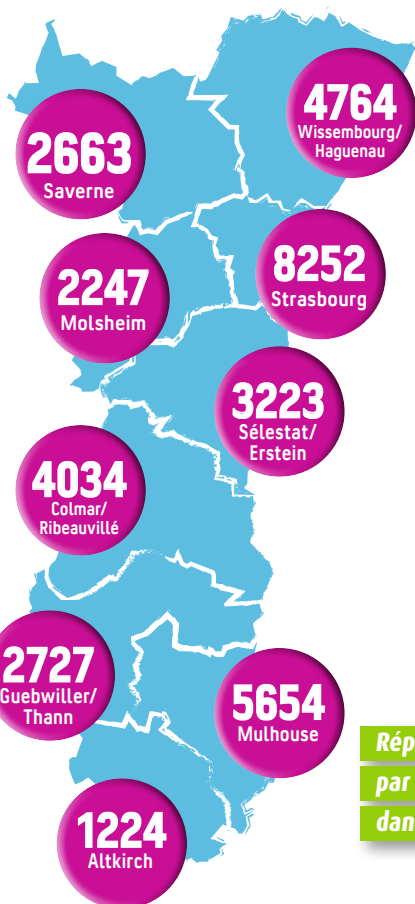 4764
Wissembourg/
Haguenau
2663
Saverne
8252
Strasbourg
2247
Molsheim
3223
Sélestat/
Erstein
4034
Colmar/
Ribeauvillé
2727
Guebwiller/
Thann
5654
Mulhouse
1224
Altkirch
par